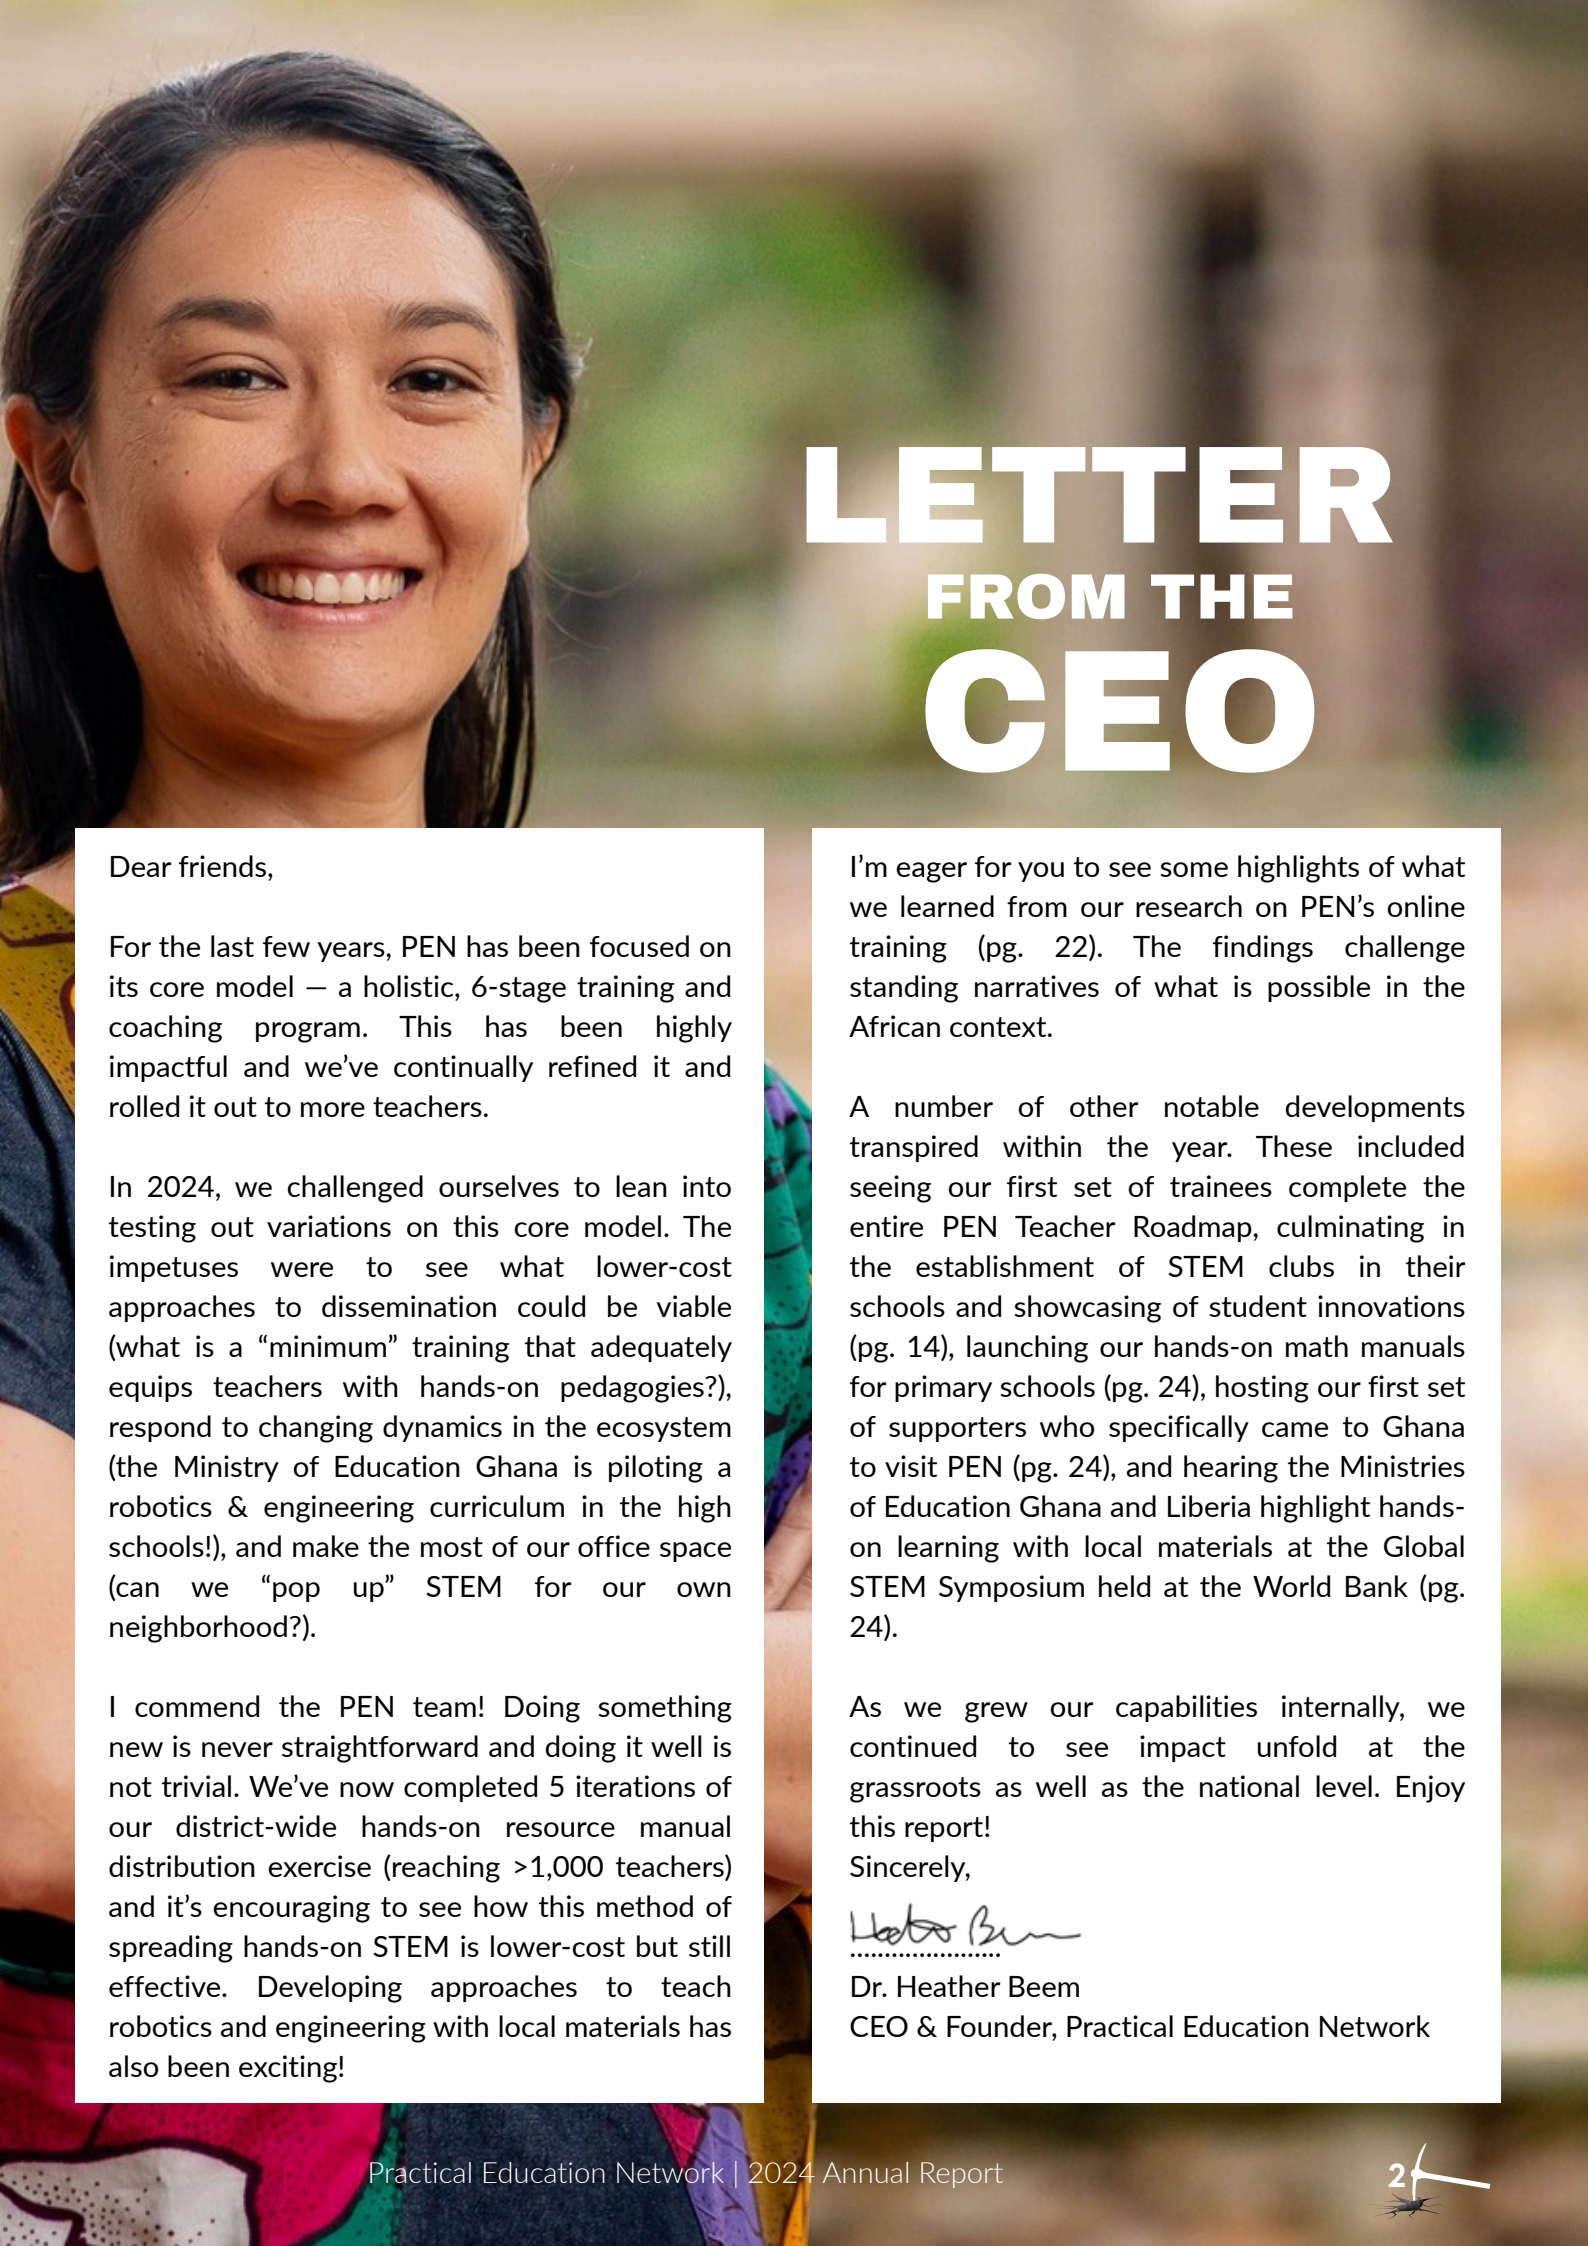 LETTER
FROM THE
CEO
Dear friends,
For the last few years, PEN has been focused on
its core model — a holistic, 6-stage training and
coaching program. This has been highly
impactful and we’ve continually refined it and
rolled it out to more teachers.
In 2024, we challenged ourselves to lean into
testing out variations on this core model. The
impetuses were to see what lower-cost
approaches to dissemination could be viable
(what is a “minimum” training that adequately
equips teachers with hands-on pedagogies?),
respond to changing dynamics in the ecosystem
(the Ministry of Education Ghana is piloting a
robotics & engineering curriculum in the high
schools!), and make the most of our office space
(can we “pop up” STEM for our own
neighborhood?).
I commend the PEN team! Doing something
new is never straightforward and doing it well is
not trivial. We’ve now completed 5 iterations of
our district-wide hands-on resource manual
distribution exercise (reaching >1,000 teachers)
and it’s encouraging to see how this method of
spreading hands-on STEM is lower-cost but still
effective. Developing approaches to teach
robotics and engineering with local materials has
also been exciting!
I’m eager for you to see some highlights of what
we learned from our research on PEN’s online
training (pg. 22). The findings challenge
standing narratives of what is possible in the
African context.
A number of other notable developments
transpired within the year. These included
seeing our first set of trainees complete the
entire PEN Teacher Roadmap, culminating in
the establishment of STEM clubs in their
schools and showcasing of student innovations
(pg. 14), launching our hands-on math manuals
for primary schools (pg. 24), hosting our first set
of supporters who specifically came to Ghana
to visit PEN (pg. 24), and hearing the Ministries
of Education Ghana and Liberia highlight hands-
on learning with local materials at the Global
STEM Symposium held at the World Bank (pg.
24).
As we grew our capabilities internally, we
continued to see impact unfold at the
grassroots as well as the national level. Enjoy
this report!
Sincerely,
Heather Beem
......................
Dr. Heather Beem
CEO & Founder, Practical Education Network
Practical Education Network | 2024 Annual Report
2